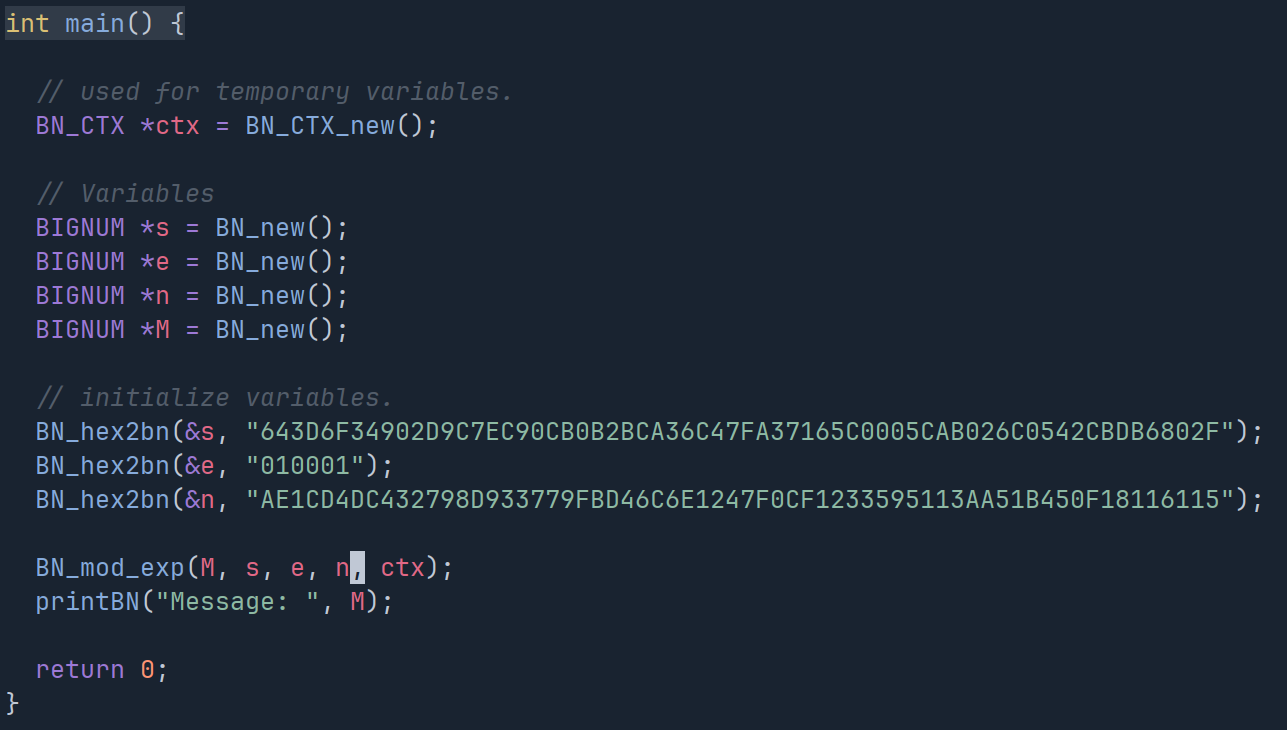 int main() {
// used for temporary variables.
BN_CTX *ctx = BN_CTX_new();
// Variables
BIGNUM *s = BN_new();
BIGNUM *e = BN_new();
BIGNUM *n = BN_new();
BIGNUM *M = BN_new();
// initialize variables.
BN_hex2bn(&s, "643D6F34902D9C7EC90CB0B2BCA36C47FA37165C0005CAB026C0542CBDB6802F");
BN_hex2bn(&e, "010001");
BN_hex2bn(&n, "AE1CD4DC432798D933779FBD46C6E1247F0CF1233595113AA51B450F18116115");
BN_mod_exp(M, s, e, n, ctx);
printBN("Message: ", M);
return 0;
}